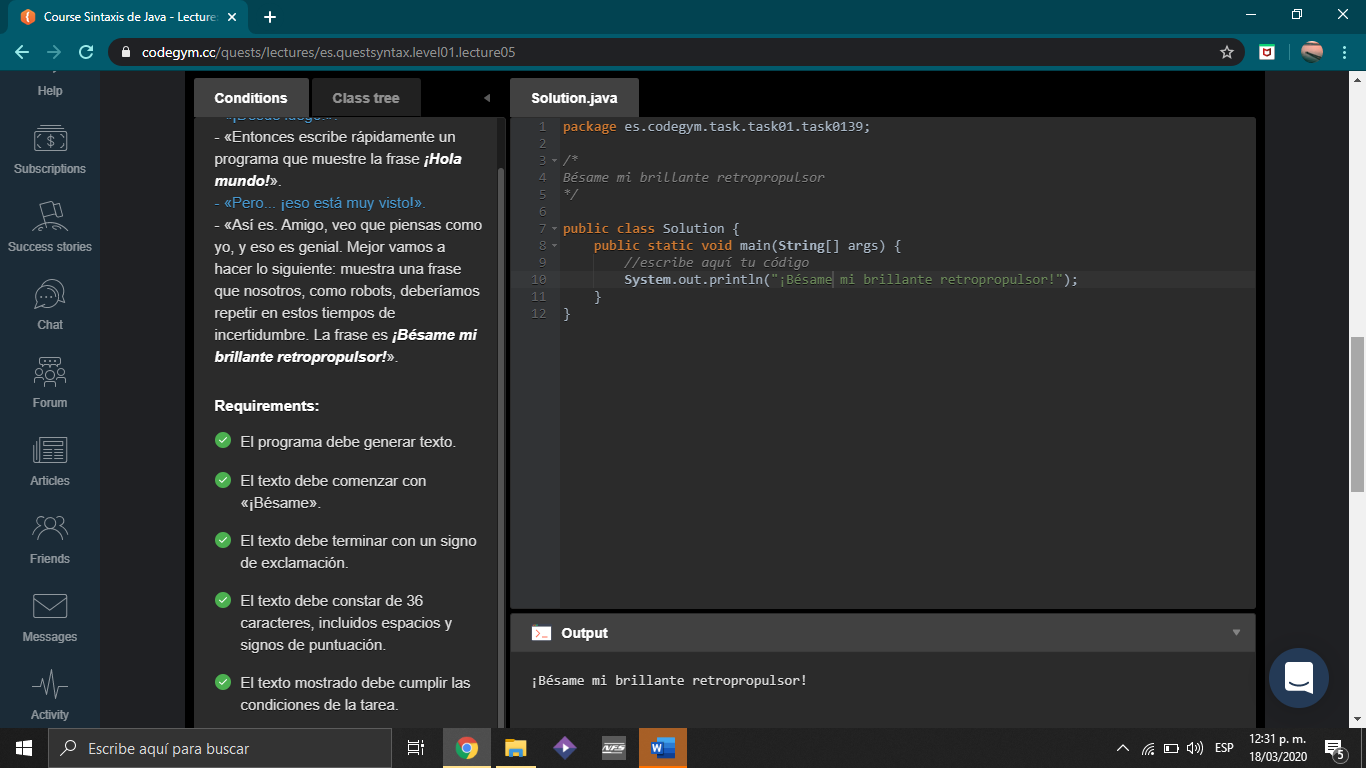 Course Sintaxis de Java - Lecture:
codegym.cc/quests/lectures/es.questsyntax.level01.lecture05
Help
Subscriptions
Success stories
Chat
Forum
Articles
Friends
Messages
Activity
Conditions
Class tree
- «¡Desde luego!».
- «Entonces escribe rápidamente un
programa que muestre la frase ¡Hola
mundo!».
- «Pero... ¡eso está muy visto!».
- «Así es. Amigo, veo que piensas como
yo, y eso es genial. Mejor vamos a
hacer lo siguiente: muestra una frase
que nosotros, como robots, deberíamos
repetir en estos tiempos de
incertidumbre. La frase es ¡Bésame mi
brillante retropropulsor!».
Requirements:
El programa debe generar texto.
El texto debe comenzar con
«¡Bésame».
El texto debe terminar con un signo
de exclamación.
El texto debe constar de 36
caracteres, incluidos espacios y
signos de puntuación.
El texto mostrado debe cumplir las
condiciones de la tarea.
Solution.java
1 package es.codegym.task.task01.task0139;
2
3 /*
4 Bésame mi brillante retropropulsor
5 */
6
7 public class Solution {
8 public static void main(String[] args) {
9 //escribe aquí tu código
10 System.out.println("¡Bésame mi brillante retropropulsor!");
11 }
12 }
Output
¡Bésame mi brillante retropropulsor!
Escribe aquí para buscar
NFS
W
ESP
12:31 p. m.
18/03/2020
5